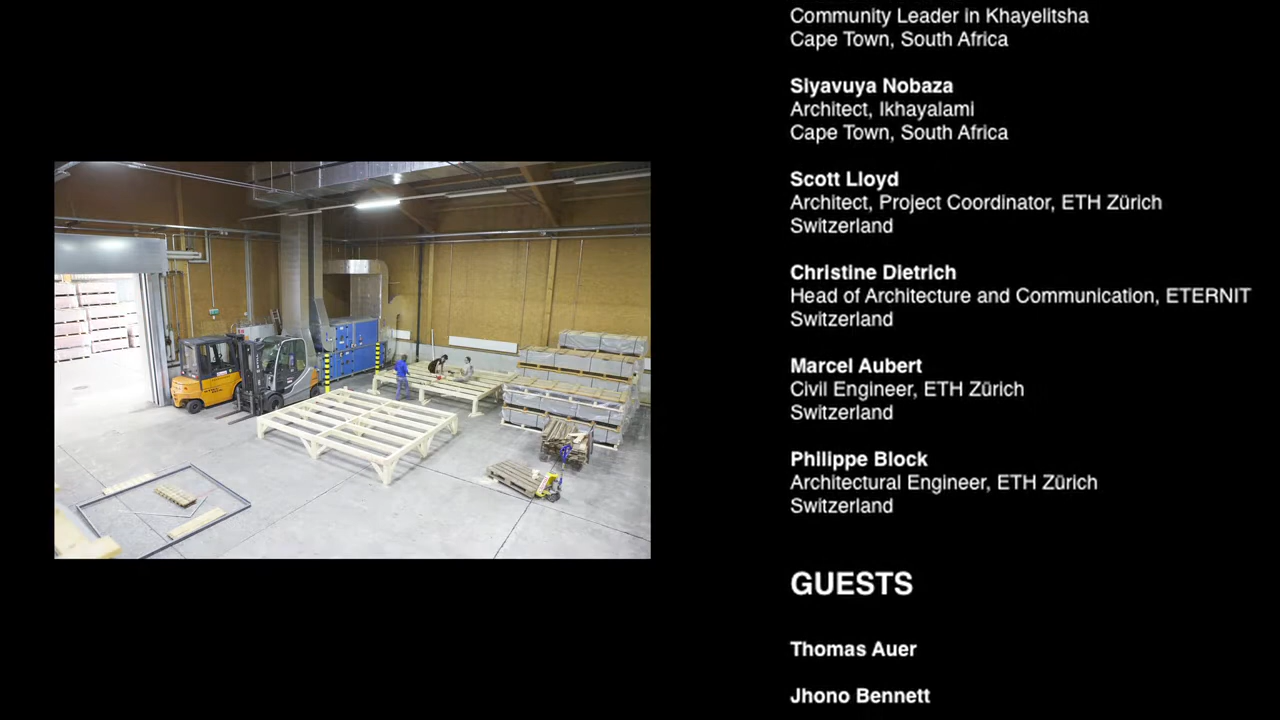 Community Leader in Khayelitsha
Cape Town, South Africa
Siyavuya Nobaza
Architect, Ikhayalami
Cape Town, South Africa
Scott Lloyd
Architect, Project Coordinator, ETH Zürich
Switzerland
Christine Dietrich
Head of Architecture and Communication, ETERNIT
Switzerland
Marcel Aubert
Civil Engineer, ETH Zürich
Switzerland
Philippe Block
Architectural Engineer, ETH Zürich
Switzerland
GUESTS
Thomas Auer
Jhono Bennett